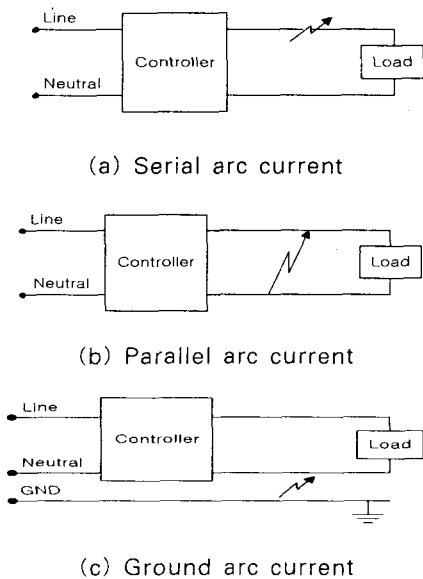 Line
Controller
Load
Neutral
(a) Serial arc current
Line
Controller
Load
Neutral
(b) Parallel arc current
Line
Controller
Load
Neutral
GND
(c) Ground arc current